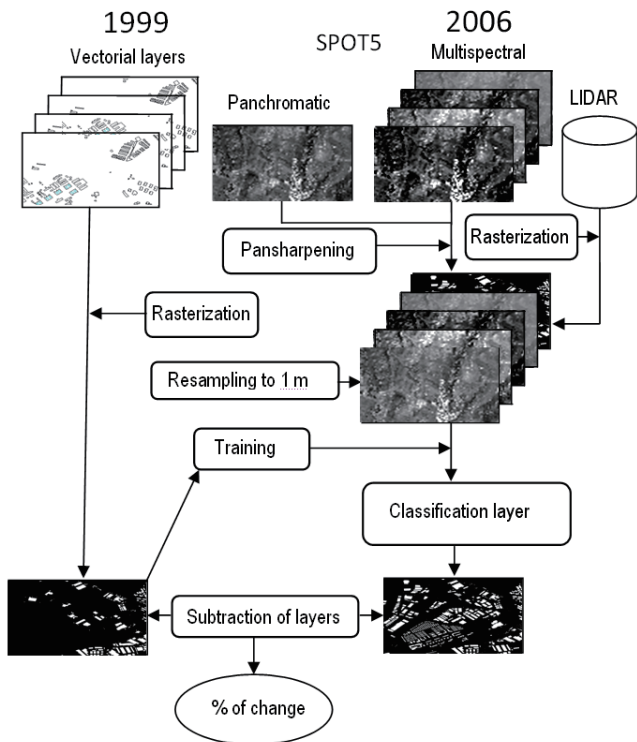 1999
SPOT5
2006
Vectorial layers
Multispectral
Panchromatic
LIDAR
Pansharpening
Rasterization
Rasterization
Resampling to 1 m
Training
Classification layer
Subtraction of layers
% of change